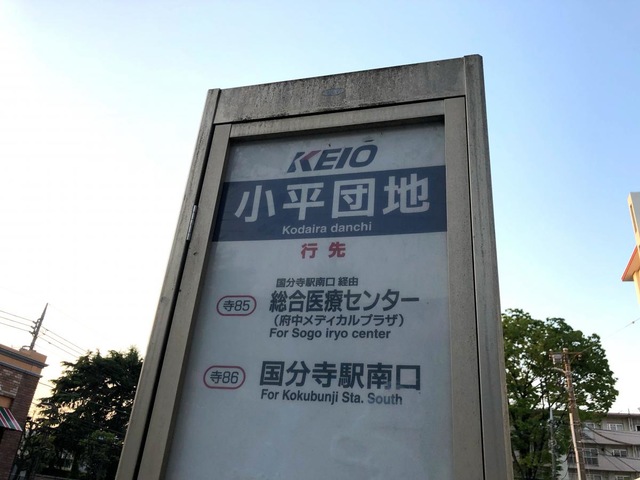 KEIO
小平団地
Kodaira danchi
行先
国分寺駅南口 経由
寺85 総合医療センター
(府中メディカルプラザ)
For Sogo iryo center
寺86 国分寺駅南口
For Kokubunji Sta. South